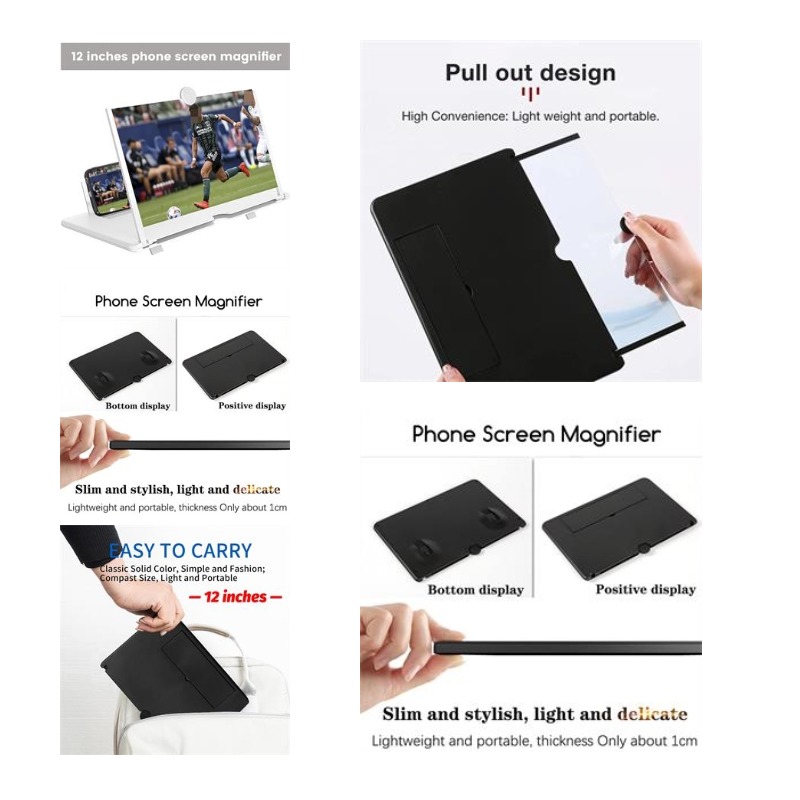 12 inches phone screen magnifier
Phone Screen Magnifier
Bottom display
Positive display
Slim and stylish, light and delicate
Lightweight and portable, thickness Only about 1cm
EASY TO CARRY
Classic Solid Color, Simple and Fashion;
Compast Size, Light and Portable
— 12 inches —
Pull out design
High Convenience: Light weight and portable.
Phone Screen Magnifier
Bottom display
Positive display
Slim and stylish, light and delicate
Lightweight and portable, thickness Only about 1cm